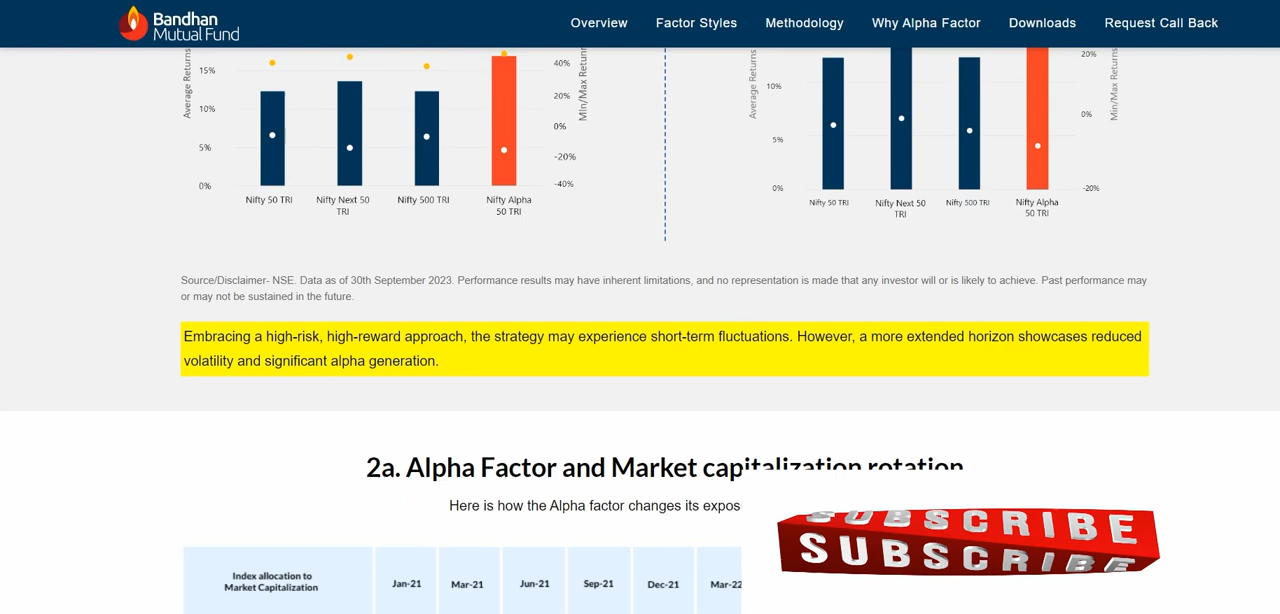 Bandhan
Mutual Fund
Overview
Factor Styles
Methodology
Why Alpha Factor
Downloads
Request Call Back
Average Returns
15%
10%
5%
0%
40%
20%
0%
-20%
-40%
Min/Max Returns
Nifty 50 TRI
Nifty Next 50
TRI
Nifty 500 TRI
Nifty Alpha
50 TRI
Average Returns
10%
5%
0%
20%
0%
-20%
Min/Max Returns
Nifty 50 TRI
Nifty Next 50
TRI
Nifty 500 TRI
Nifty Alpha
50 TRI
Source/Disclaimer- NSE. Data as of 30th September 2023. Performance results may have inherent limitations, and no representation is made that any investor will or is likely to achieve. Past performance may
or may not be sustained in the future.
Embracing a high-risk, high-reward approach, the strategy may experience short-term fluctuations. However, a more extended horizon showcases reduced
volatility and significant alpha generation.
2a. Alpha Factor and Market capitalization rotation
Here is how the Alpha factor changes its expos
SUBSCRIBE
SUBSCRIBE
Index allocation to
Market Capitalization
Jan-21
Mar-21
Jun-21
Sep-21
Dec-21
Mar-22